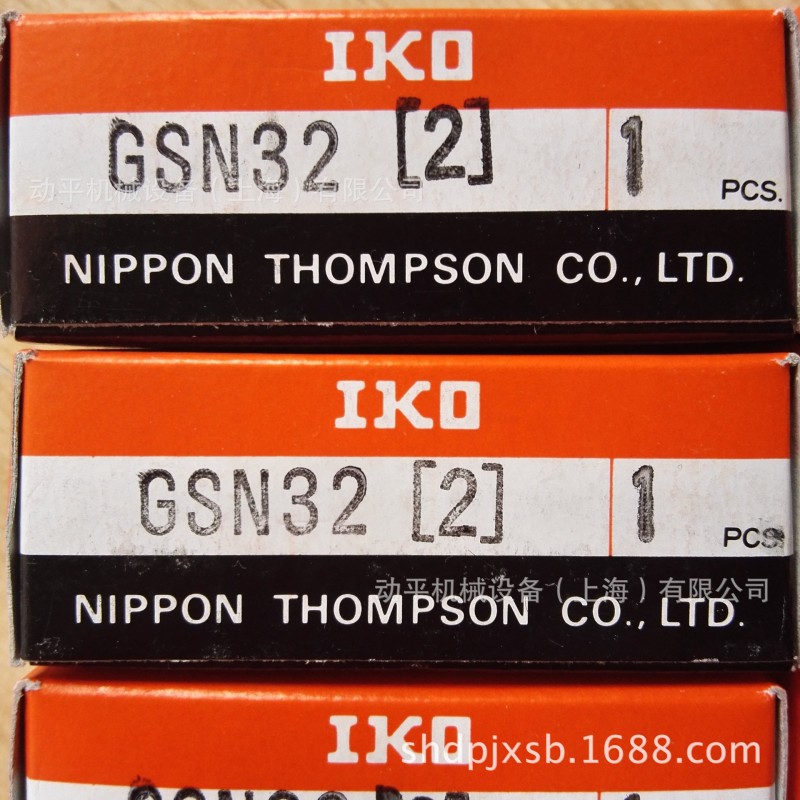 IKO
GSN32 [2] 1 PCS.
动平机械设备（上海）有限公司
NIPPON THOMPSON CO., LTD.
IKO
GSN32 [2] 1 PCS.
动平机械设备（上海）有限公司
NIPPON THOMPSON CO., LTD.
IKO
shdpjxsb.1688.com